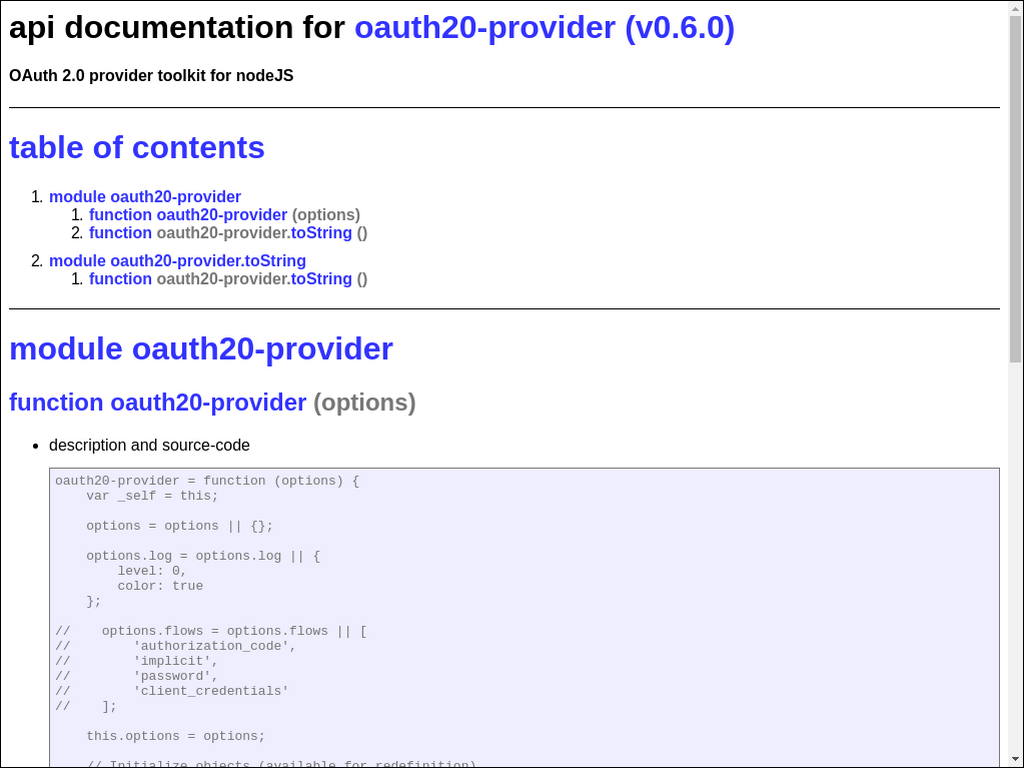 api documentation for oauth20-provider (v0.6.0)
OAuth 2.0 provider toolkit for nodeJS
table of contents
1. module oauth20-provider
1. function oauth20-provider (options)
2. function oauth20-provider.toString ()
2. module oauth20-provider.toString
1. function oauth20-provider.toString ()
module oauth20-provider
function oauth20-provider (options)
• description and source-code
oauth20-provider = function (options) {
    var _self = this;
    options = options || {};
    options.log = options.log || {
        level: 0,
        color: true
    };
//    options.flows = options.flows || [
//        'authorization_code',
//        'implicit',
//        'password',
//        'client_credentials'
//    ];
    this.options = options;
    // Initialize objects (available for redefinition)